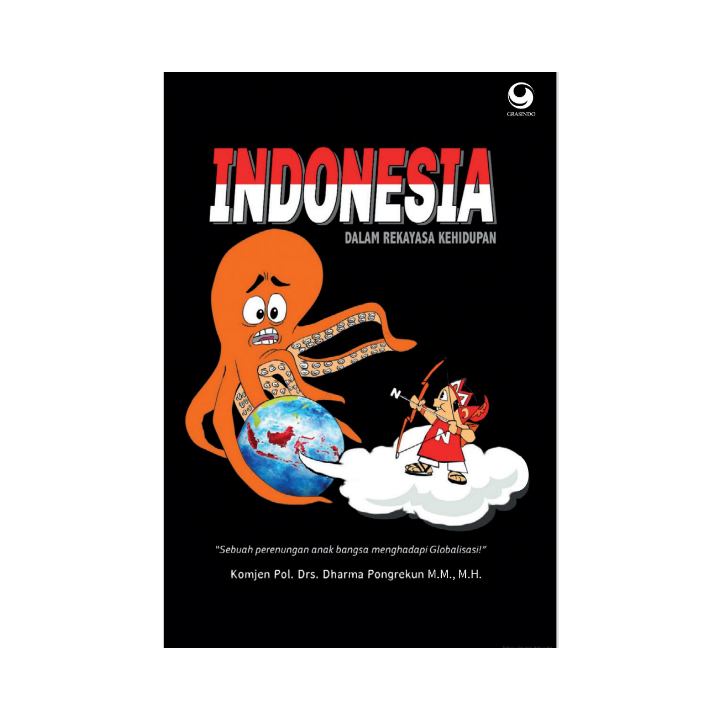 GRASINDO
INDONESIA
DALAM REKAYASA KEHIDUPAN
N
N
"Sebuah perenungan anak bangsa menghadapi Globalisasi!"
Komjen Pol. Drs. Dharma Pongrekun M.M., M.H.